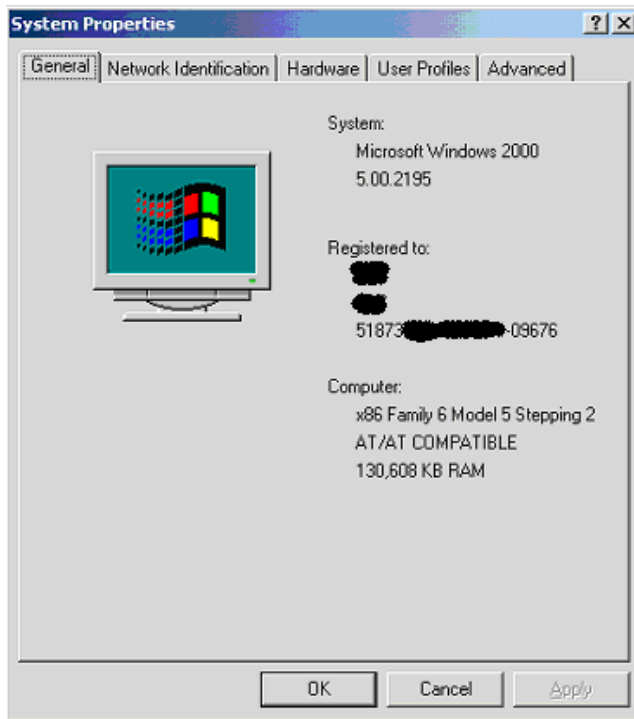 System Properties
General Network Identification Hardware User Profiles Advanced
System:
Microsoft Windows 2000
5.00.2195
Registered to:
51873 -09676
Computer:
x86 Family 6 Model 5 Stepping 2
AT/AT COMPATIBLE
130,608 KB RAM
OK Cancel Apply